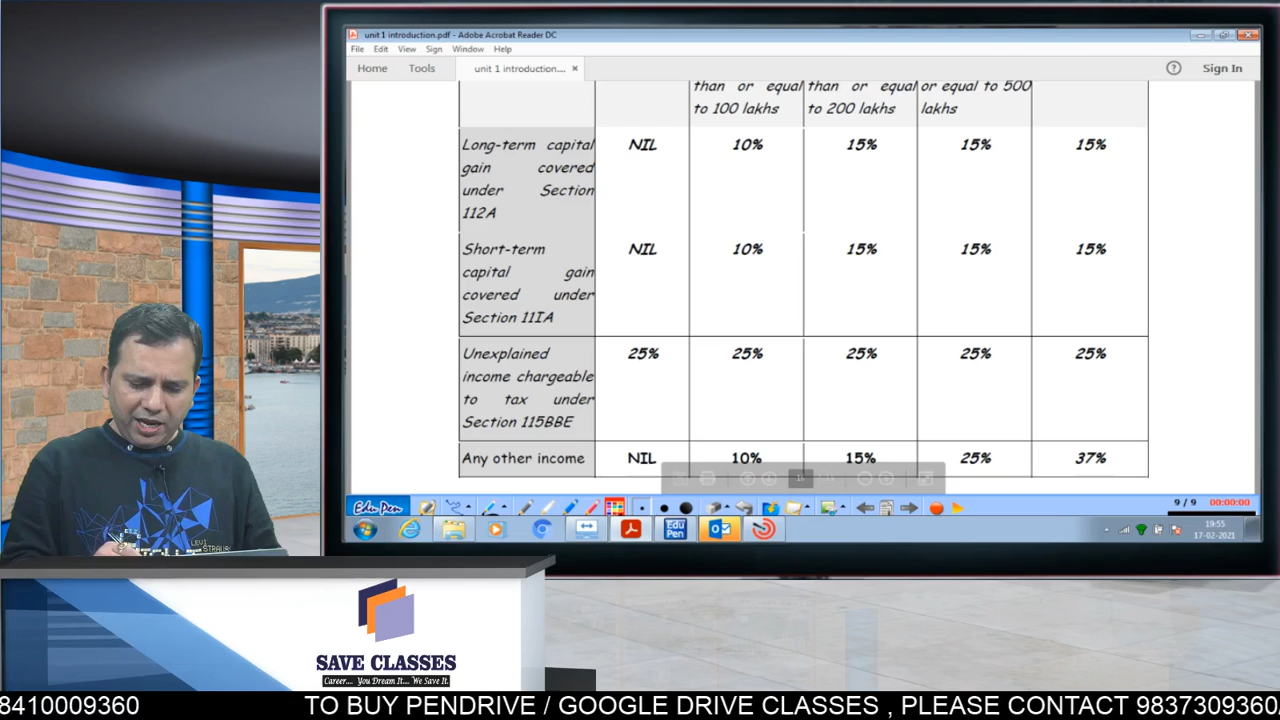 unit 1 introduction.pdf - Adobe Acrobat Reader DC
File Edit View Sign Window Help
Home Tools unit 1 introduction.... × ? Sign In
than or equal to 100 lakhs
than or equal to 200 lakhs
or equal to 500 lakhs
Long-term capital gain covered under Section 112A NIL 10% 15% 15% 15%
Short-term capital gain covered under Section 11IA NIL 10% 15% 15% 15%
Unexplained income chargeable to tax under Section 115BBE 25% 25% 25% 25% 25%
Any other income NIL 10% 15% 25% 37%
Edu Pen 9 / 9 00:00:00
Edu Pen
19:55
17-02-2021
LEVI
STRAUSS
SAVE CLASSES
Career.... You Dream It.... We Save It.
8410009360 TO BUY PENDRIVE / GOOGLE DRIVE CLASSES , PLEASE CONTACT 9837309360